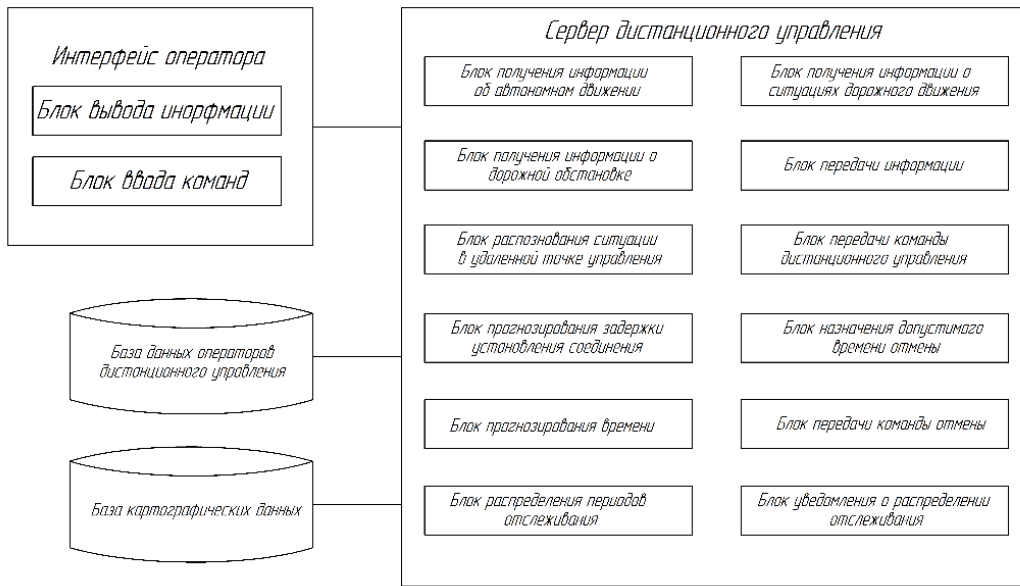 Интерфейс оператора
Блок вывода инорфмации
Блок ввода команд
База данных операторов
дистанционного управления
База картографических данных
Сервер дистанционного управления
Блок получения информации
об автономном движении
Блок получения информации о
ситуациях дорожного движения
Блок получения информации о
дорожной обстановке
Блок передачи информации
Блок распознования ситуации
в удаленной точке управления
Блок передачи команды
дистанционного управления
Блок прогнозирования задержки
установления соединения
Блок назначения допустимого
времени отмены
Блок прогнозирования времени
Блок передачи команды отмены
Блок распределения периодов
отслеживания
Блок уведомления о распределении
отслеживания